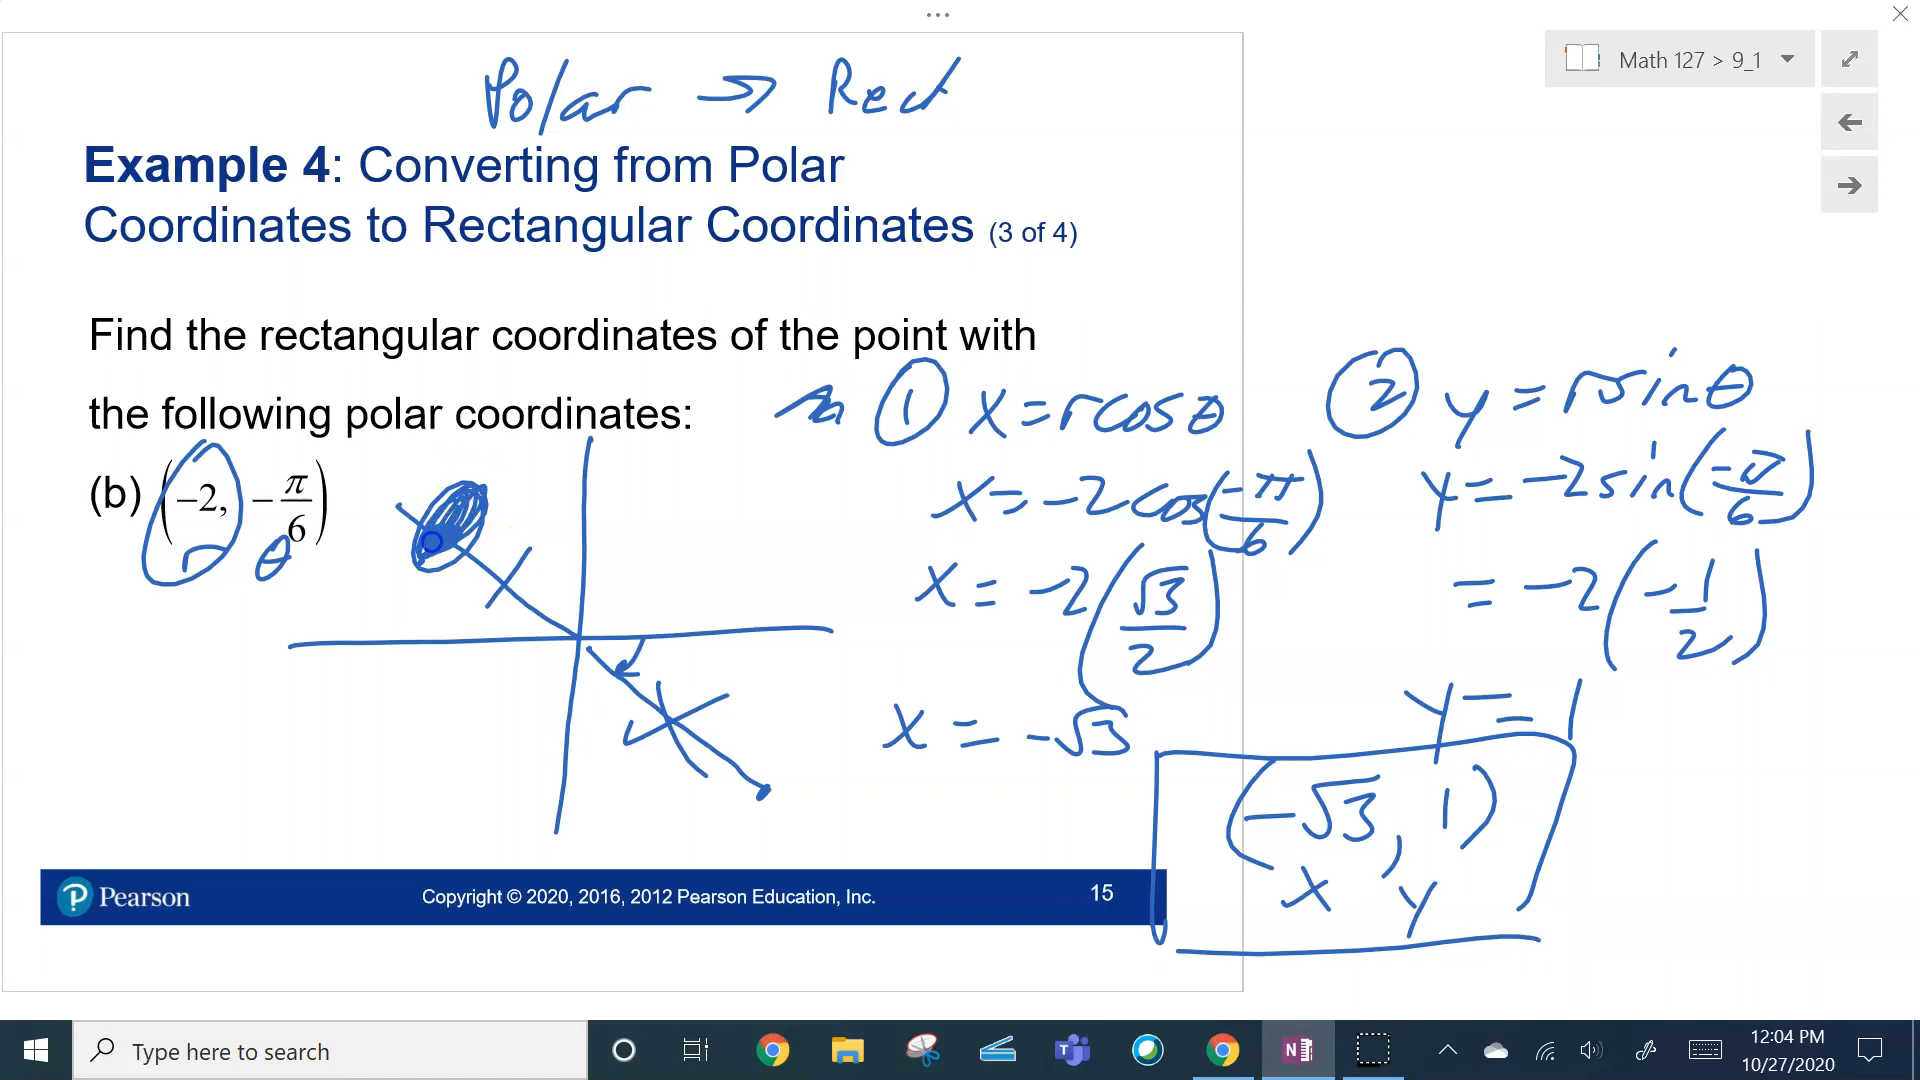 Polar → Rect
Math 127 > 9_1
Example 4: Converting from Polar
Coordinates to Rectangular Coordinates (3 of 4)
Find the rectangular coordinates of the point with
the following polar coordinates:
(b) (−2, −π/6)
r θ
① x = r cos θ
x = −2 cos(−π/6)
x = −2(√3/2)
x = −√3
② y = r sin θ
y = −2 sin(−π/6)
= −2(−1/2)
y = 1
(−√3, 1)
x y
Pearson
Copyright © 2020, 2016, 2012 Pearson Education, Inc.
15
Type here to search
12:04 PM
10/27/2020